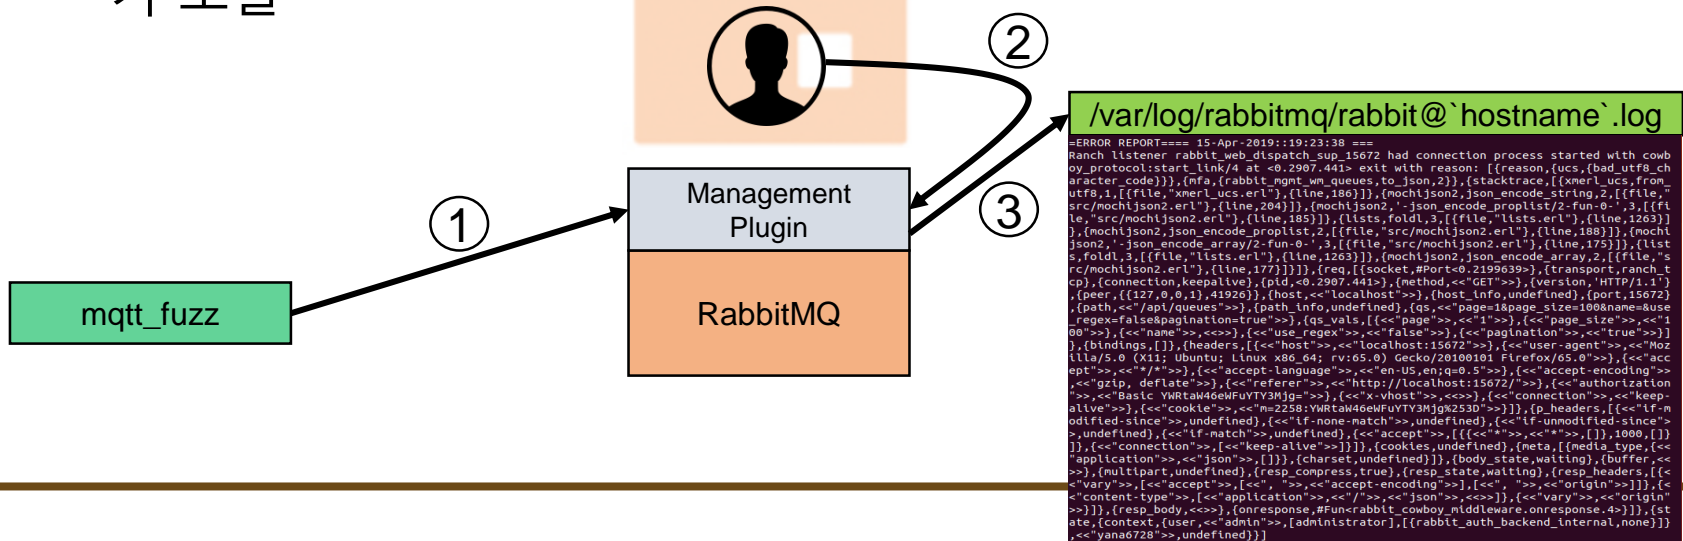 ②
/var/log/rabbitmq/rabbit@`hostname`.log
=ERROR REPORT==== 15-Apr-2019::19:23:38 ===
Ranch listener rabbit_web_dispatch_sup_15672 had connection process started with cowb
oy_protocol:start_link/4 at <0.2907.441> exit with reason: [{reason,{ucs,{bad_utf8_ch
aracter_code}}},{mfa,{rabbit_mgmt_wm_queues,to_json,2}},{stacktrace,[{xmerl_ucs,from_
utf8,1,[{file,"xmerl_ucs.erl"},{line,186}]},{mochijson2,json_encode_string,2,[{file,"
src/mochijson2.erl"},{line,204}]},{mochijson2,'-json_encode_proplist/2-fun-0-',3,[{fi
le,"src/mochijson2.erl"},{line,185}]},{lists,foldl,3,[{file,"lists.erl"},{line,1263}]
},{mochijson2,json_encode_proplist,2,[{file,"src/mochijson2.erl"},{line,188}]},{mochi
json2,'-json_encode_array/2-fun-0-',3,[{file,"src/mochijson2.erl"},{line,175}]},{list
s,foldl,3,[{file,"lists.erl"},{line,1263}]},{mochijson2,json_encode_array,2,[{file,"s
rc/mochijson2.erl"},{line,177}]}]},{req,[{socket,#Port<0.2199639>},{transport,ranch_t
cp},{connection,keepalive},{pid,<0.2907.441>},{method,<<"GET">>},{version,'HTTP/1.1'}
,{peer,{{127,0,0,1},41926}},{host,<<"localhost">>},{host_info,undefined},{port,15672}
,{path,<<"/api/queues">>},{path_info,undefined},{qs,<<"page=1&page_size=100&name=&use
_regex=false&pagination=true">>},{qs_vals,[{<<"page">>,<<"1">>},{<<"page_size">>,<<"1
00">>},{<<"name">>,<<>>},{<<"use_regex">>,<<"false">>},{<<"pagination">>,<<"true">>}]
},{bindings,[]},{headers,[{<<"host">>,<<"localhost:15672">>},{<<"user-agent">>,<<"Moz
illa/5.0 (X11; Ubuntu; Linux x86_64; rv:65.0) Gecko/20100101 Firefox/65.0">>},{<<"acc
ept">>,<<"*/*">>},{<<"accept-language">>,<<"en-US,en;q=0.5">>},{<<"accept-encoding">>
,<<"gzip, deflate">>},{<<"referer">>,<<"http://localhost:15672/">>},{<<"authorization
">>,<<"Basic YWRtaW46eWFuYTY3Mjg=">>},{<<"x-vhost">>,<<>>},{<<"connection">>,<<"keep-
alive">>},{<<"cookie">>,<<"m=2258:YWRtaW46eWFuYTY3Mjg%253D">>}]},{p_headers,[{<<"if-m
odified-since">>,undefined},{<<"if-none-match">>,undefined},{<<"if-unmodified-since">
>,undefined},{<<"if-match">>,undefined},{<<"accept">>,[{{<<"*">>,<<"*">>,[]},1000,[]}
]},{<<"connection">>,[<<"keep-alive">>]}]},{cookies,undefined},{meta,[{media_type,{<<
"application">>,<<"json">>,[]}},{charset,undefined}]},{body_state,waiting},{buffer,<<
>>},{multipart,undefined},{resp_compress,true},{resp_state,waiting},{resp_headers,[{<
<"vary">>,[<<"accept">>,[<<", ">>,<<"accept-encoding">>],[<<", ">>,<<"origin">>]]},{<
<"content-type">>,[<<"application">>,<<"/">>,<<"json">>,<<>>]},{<<"vary">>,<<"origin"
>>}]},{resp_body,<<>>},{onresponse,#Fun<rabbit_cowboy_middleware.onresponse.4>}]},{st
ate,{context,{user,<<"admin">>,[administrator],[{rabbit_auth_backend_internal,none}]}
,<<"yana6728">>,undefined}}]
Management
Plugin
①
③
mqtt_fuzz
RabbitMQ